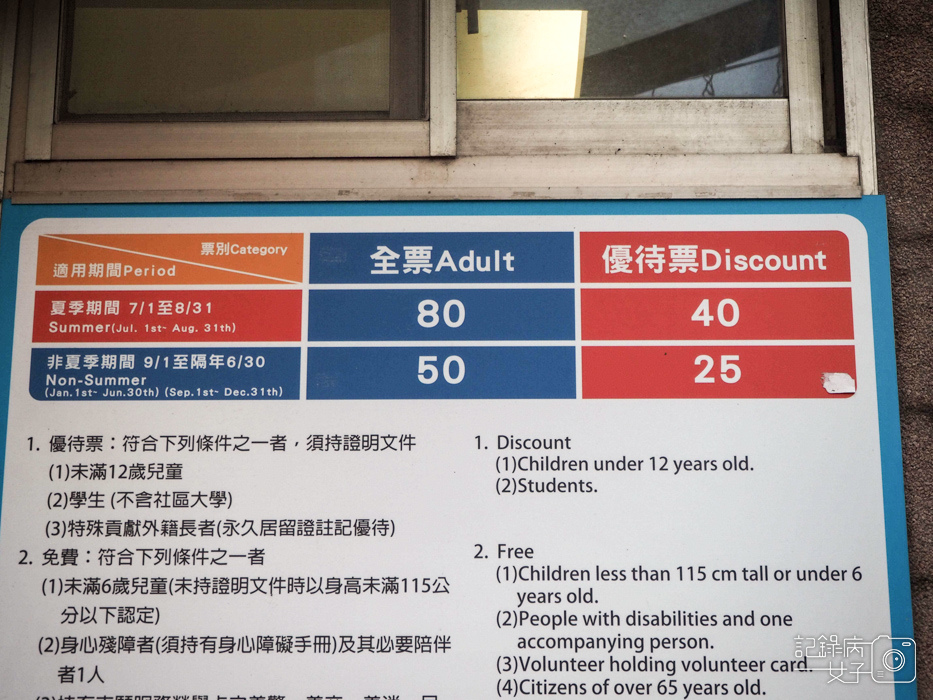 票別Category
適用期間Period
全票Adult
優待票Discount
夏季期間 7/1至8/31
Summer(Jul. 1st~ Aug. 31th)
80
40
非夏季期間 9/1至隔年6/30
Non-Summer
(Jan.1st~ Jun.30th) (Sep.1st~ Dec.31th)
50
25
1. 優待票：符合下列條件之一者，須持證明文件
(1)未滿12歲兒童
(2)學生 (不含社區大學)
(3)特殊貢獻外籍長者(永久居留證註記優待)
2. 免費：符合下列條件之一者
(1)未滿6歲兒童(未持證明文件時以身高未滿115公
分以下認定)
(2)身心殘障者(須持有身心障礙手冊)及其必要陪伴
者1人
1. Discount
(1)Children under 12 years old.
(2)Students.
2. Free
(1)Children less than 115 cm tall or under 6
years old.
(2)People with disabilities and one
accompanying person.
(3)Volunteer holding volunteer card.
(4)Citizens of over 65 years old.
記錄病
一女子